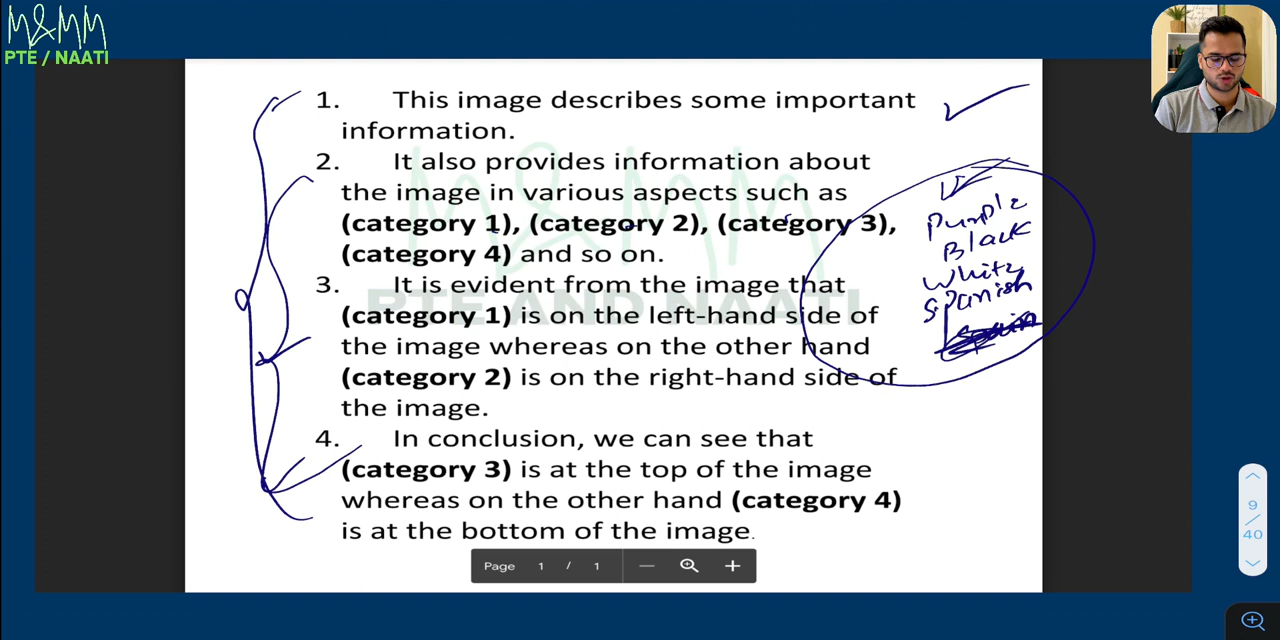 M&MM
PTE / NAATI
1. This image describes some important
information.
2. It also provides information about
the image in various aspects such as
(category 1), (category 2), (category 3),
(category 4) and so on.
3. It is evident from the image that
(category 1) is on the left-hand side of
the image whereas on the other hand
(category 2) is on the right-hand side of
the image.
4. In conclusion, we can see that
(category 3) is at the top of the image
whereas on the other hand (category 4)
is at the bottom of the image.
Purple
Black
White
Spanish
M&MM
PTE AND NAATI
Page 1 / 1
9
/
40